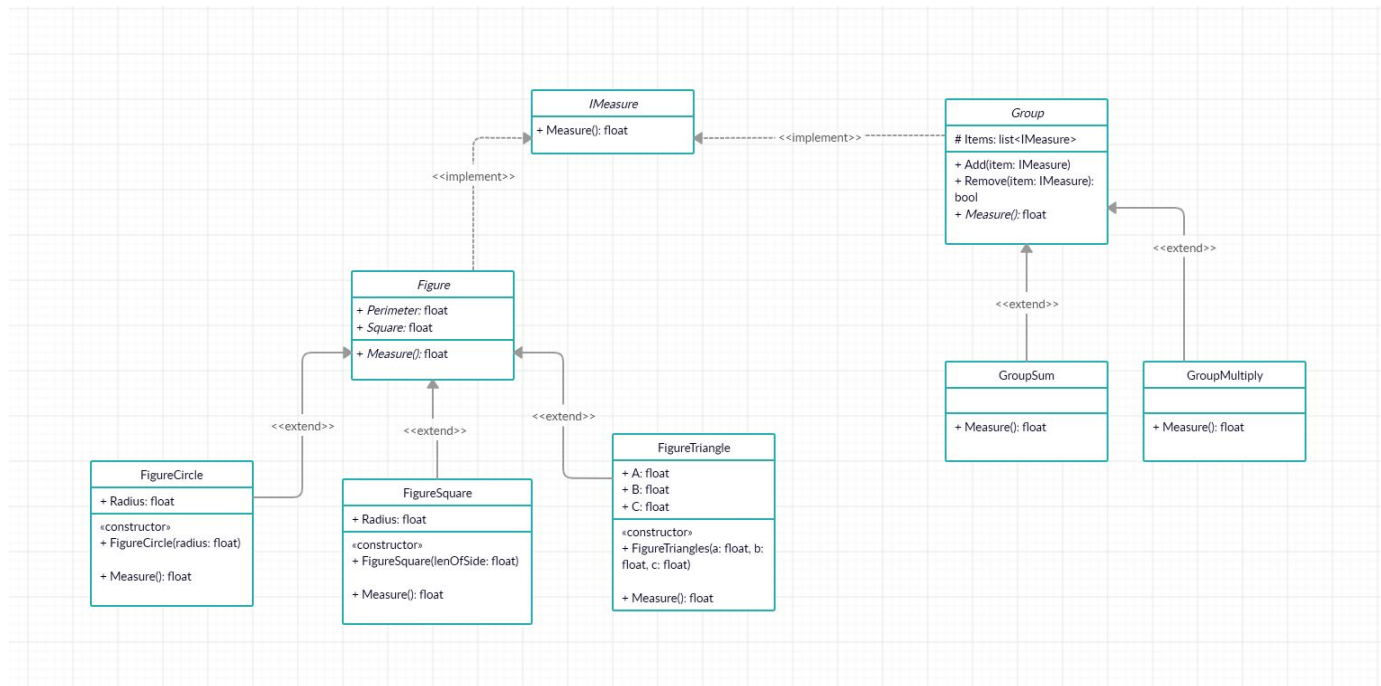 IMeasure
+ Measure(): float
<<implement>>
<<implement>>
Group
# Items: list<IMeasure>
+ Add(item: IMeasure)
+ Remove(item: IMeasure):
bool
+ Measure(): float
<<extend>>
<<extend>>
Figure
+ Perimeter: float
+ Square: float
+ Measure(): float
<<extend>>
<<extend>>
<<extend>>
GroupSum
+ Measure(): float
GroupMultiply
+ Measure(): float
FigureCircle
+ Radius: float
«constructor»
+ FigureCircle(radius: float)
+ Measure(): float
FigureSquare
+ Radius: float
«constructor»
+ FigureSquare(lenOfSide: float)
+ Measure(): float
FigureTriangle
+ A: float
+ B: float
+ C: float
«constructor»
+ FigureTriangles(a: float, b:
float, c: float)
+ Measure(): float